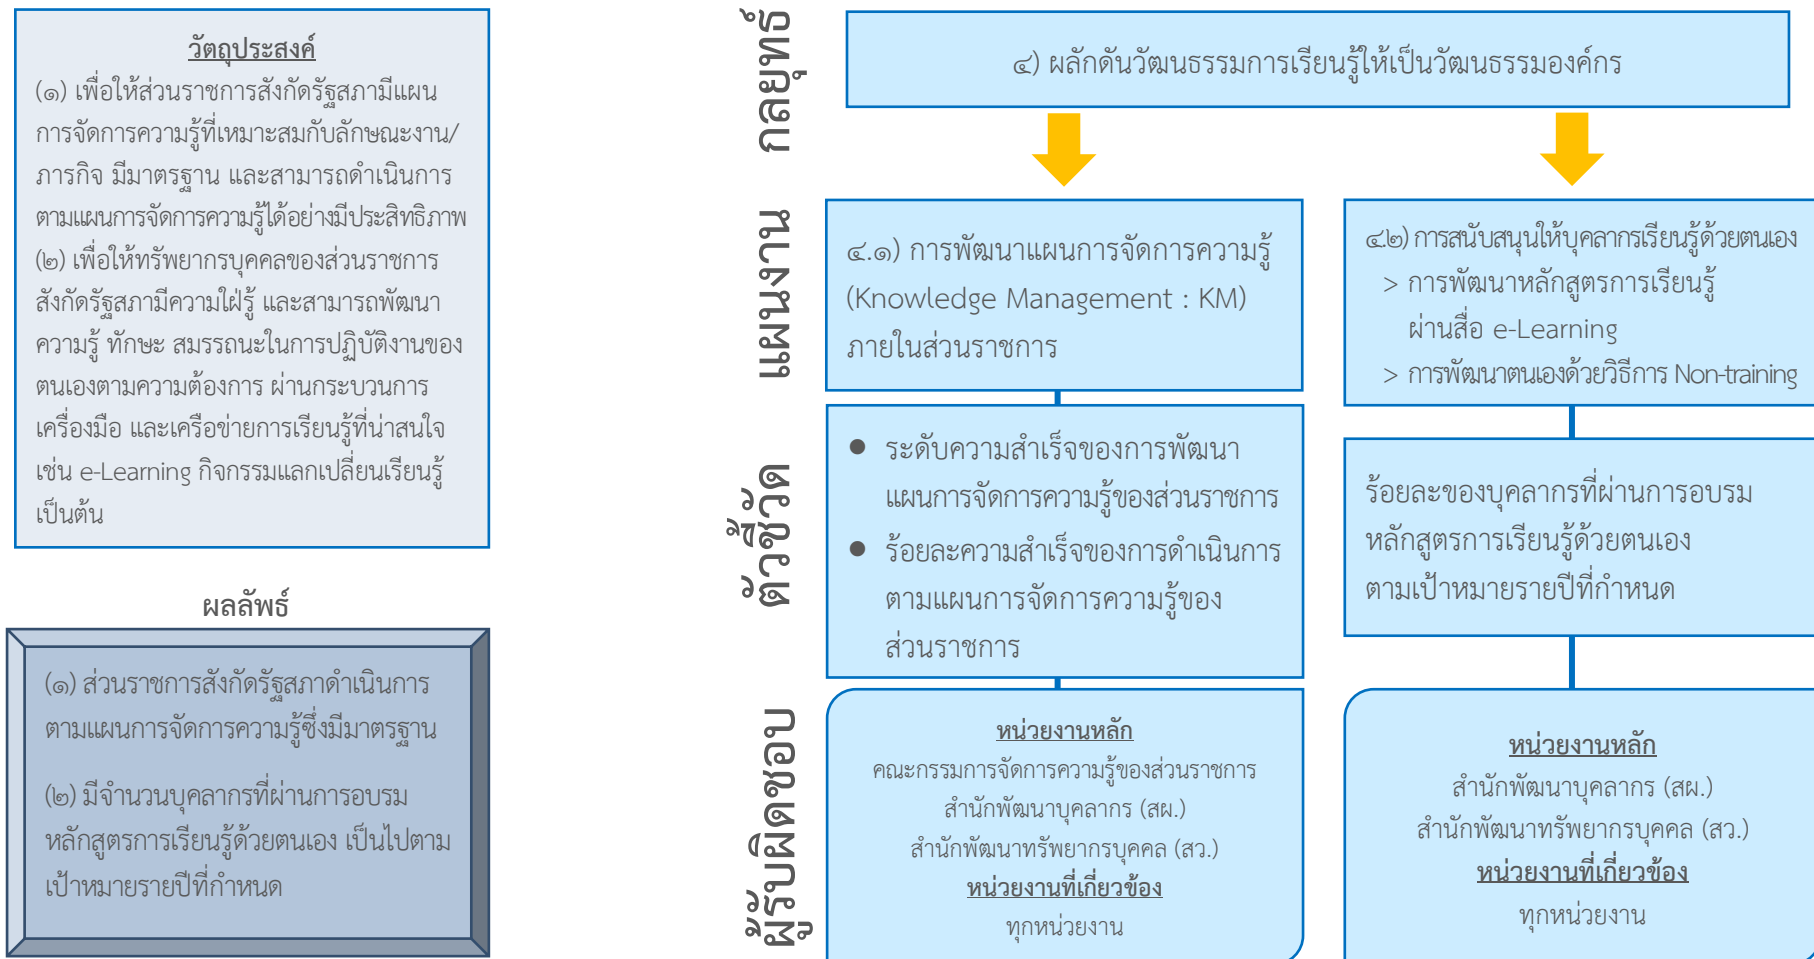 วัตถุประสงค์
(๑) เพื่อให้ส่วนราชการสังกัดรัฐสภามีแผน
การจัดการความรู้ที่เหมาะสมกับลักษณะงาน/
ภารกิจ มีมาตรฐาน และสามารถดำเนินการ
ตามแผนการจัดการความรู้ได้อย่างมีประสิทธิภาพ
(๒) เพื่อให้ทรัพยากรบุคคลของส่วนราชการ
สังกัดรัฐสภามีความใฝ่รู้ และสามารถพัฒนา
ความรู้ ทักษะ สมรรถนะในการปฏิบัติงานของ
ตนเองตามความต้องการ ผ่านกระบวนการ
เครื่องมือ และเครือข่ายการเรียนรู้ที่น่าสนใจ
เช่น e-Learning กิจกรรมแลกเปลี่ยนเรียนรู้
เป็นต้น
ผลลัพธ์
(๑) ส่วนราชการสังกัดรัฐสภาดำเนินการ
ตามแผนการจัดการความรู้ซึ่งมีมาตรฐาน
(๒) มีจำนวนบุคลากรที่ผ่านการอบรม
หลักสูตรการเรียนรู้ด้วยตนเอง เป็นไปตาม
เป้าหมายรายปีที่กำหนด
กลยุทธ์
๔) ผลักดันวัฒนธรรมการเรียนรู้ให้เป็นวัฒนธรรมองค์กร
แผนงาน
๔.๑) การพัฒนาแผนการจัดการความรู้
(Knowledge Management : KM)
ภายในส่วนราชการ
๔.๒) การสนับสนุนให้บุคลากรเรียนรู้ด้วยตนเอง
> การพัฒนาหลักสูตรการเรียนรู้
ผ่านสื่อ e-Learning
> การพัฒนาตนเองด้วยวิธีการ Non-training
ตัวชี้วัด
● ระดับความสำเร็จของการพัฒนา
แผนการจัดการความรู้ของส่วนราชการ
● ร้อยละความสำเร็จของการดำเนินการ
ตามแผนการจัดการความรู้ของ
ส่วนราชการ
ร้อยละของบุคลากรที่ผ่านการอบรม
หลักสูตรการเรียนรู้ด้วยตนเอง
ตามเป้าหมายรายปีที่กำหนด
ผู้รับผิดชอบ
หน่วยงานหลัก
คณะกรรมการจัดการความรู้ของส่วนราชการ
สำนักพัฒนาบุคลากร (สผ.)
สำนักพัฒนาทรัพยากรบุคคล (สว.)
หน่วยงานที่เกี่ยวข้อง
ทุกหน่วยงาน
หน่วยงานหลัก
สำนักพัฒนาบุคลากร (สผ.)
สำนักพัฒนาทรัพยากรบุคคล (สว.)
หน่วยงานที่เกี่ยวข้อง
ทุกหน่วยงาน